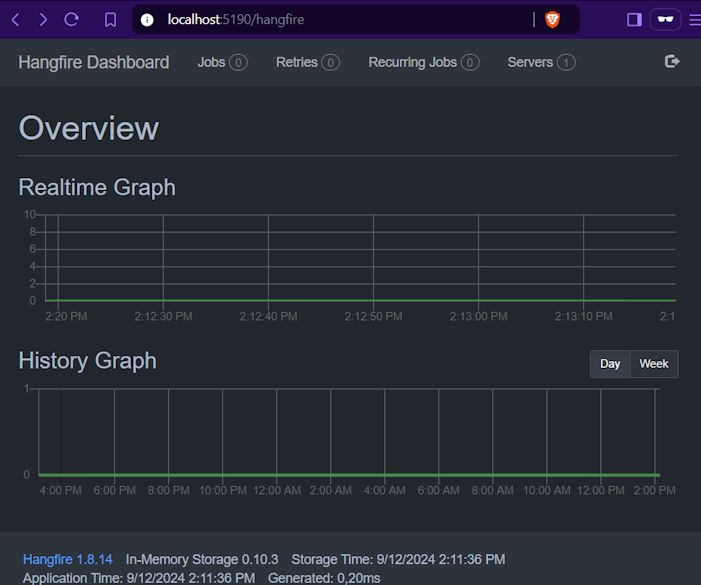 localhost:5190/hangfire
Hangfire Dashboard Jobs 0 Retries 0 Recurring Jobs 0 Servers 1
Overview
Realtime Graph
10
8
6
4
2
0
2:20 PM 2:12:30 PM 2:12:40 PM 2:12:50 PM 2:13:00 PM 2:13:10 PM 2:1
History Graph Day Week
1
0
4:00 PM 6:00 PM 8:00 PM 10:00 PM 12:00 AM 2:00 AM 4:00 AM 6:00 AM 8:00 AM 10:00 AM 12:00 PM 2:00 PM
Hangfire 1.8.14 In-Memory Storage 0.10.3 Storage Time: 9/12/2024 2:11:36 PM
Application Time: 9/12/2024 2:11:36 PM Generated: 0,20ms